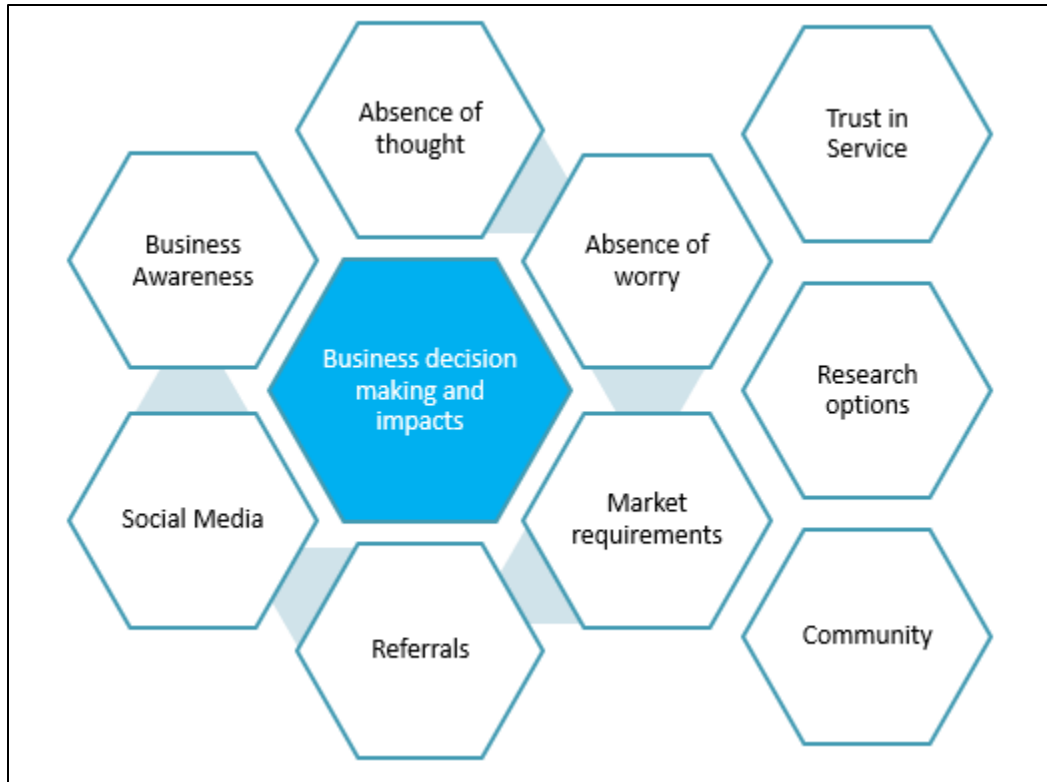 Absence of
thought
Trust in
Service
Business
Awareness
Absence of
worry
Business decision
making and
impacts
Research
options
Social Media
Market
requirements
Referrals
Community